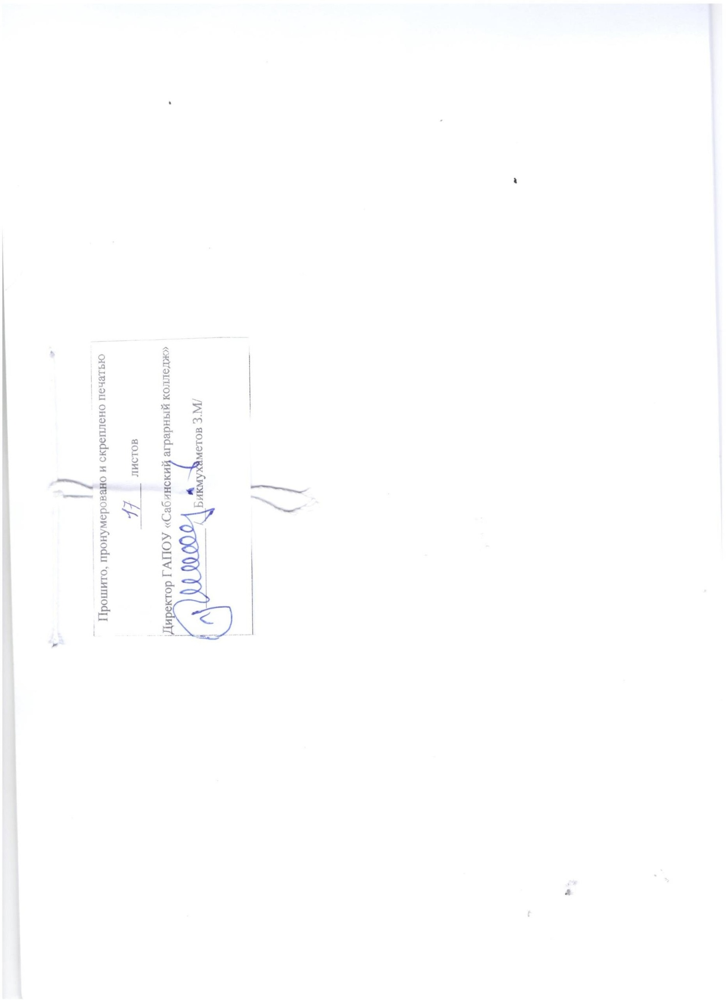 Прошито, пронумеровано и скреплено печатью
17 листов
Директор ГАПОУ «Сабинский аграрный колледж»
Бикмухаметов З.М/